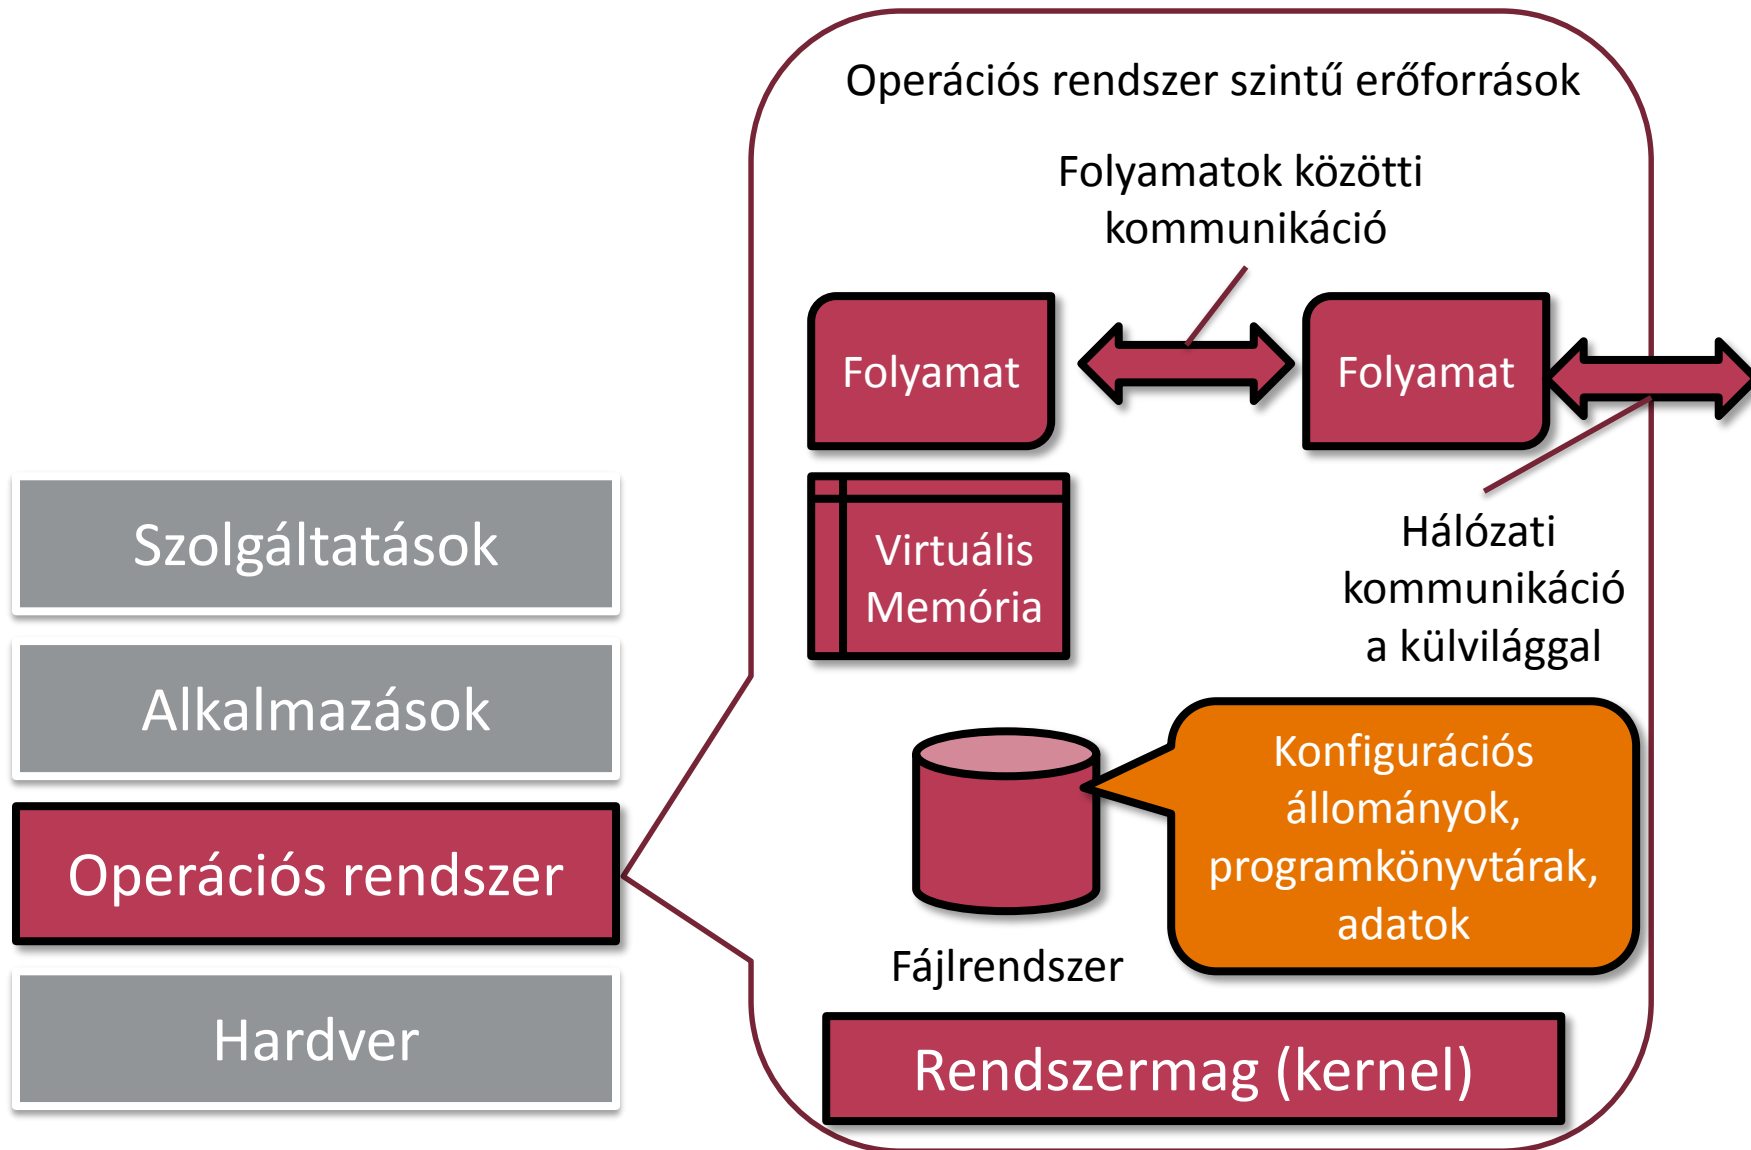 Operációs rendszer szintű erőforrások
Folyamatok közötti
kommunikáció
Folyamat
Folyamat
Virtuális
Memória
Hálózati
kommunikáció
a külvilággal
Szolgáltatások
Alkalmazások
Operációs rendszer
Hardver
Konfigurációs
állományok,
programkönyvtárak,
adatok
Fájlrendszer
Rendszermag (kernel)